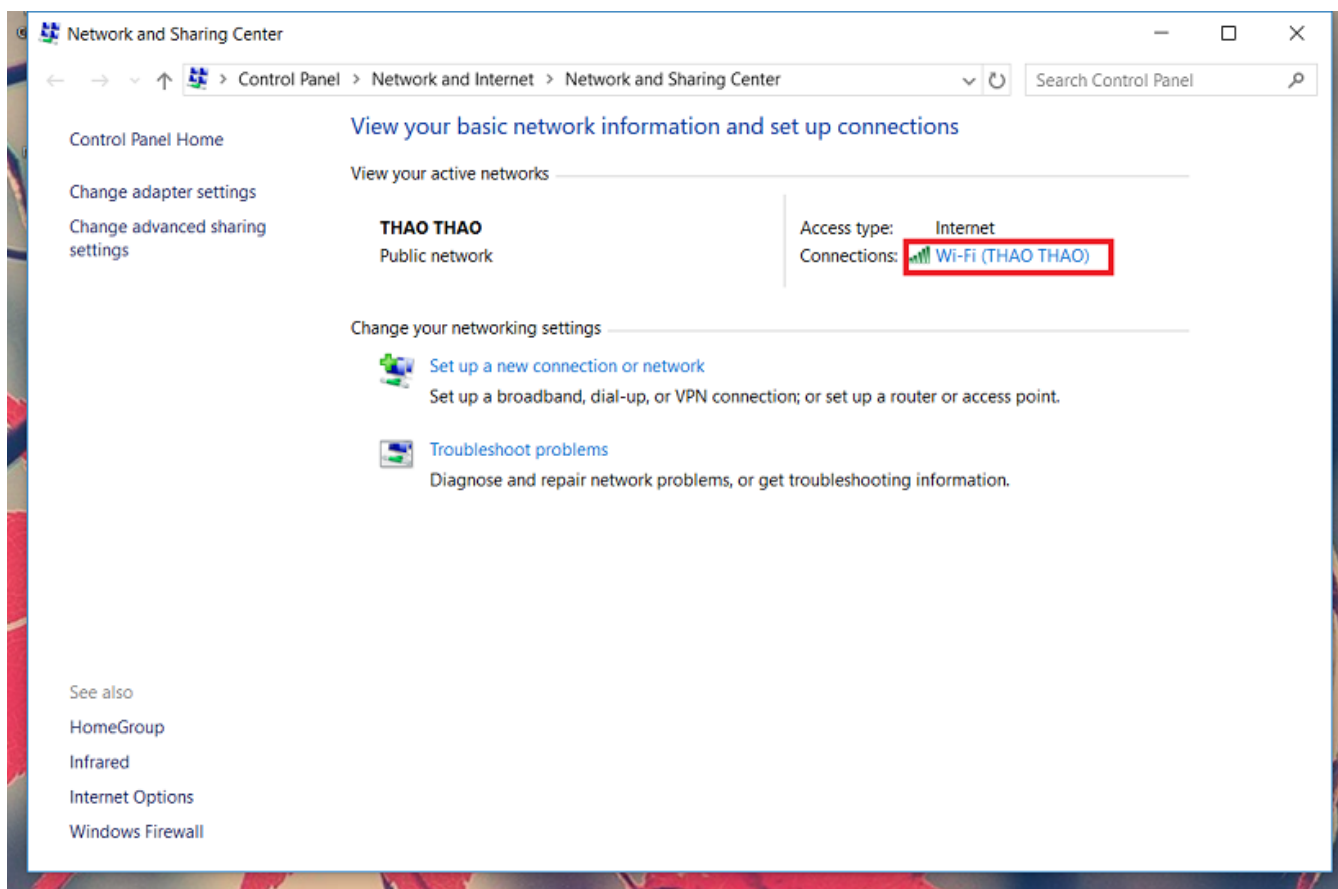 Network and Sharing Center
Control Panel > Network and Internet > Network and Sharing Center
Search Control Panel
Control Panel Home
Change adapter settings
Change advanced sharing
settings
View your basic network information and set up connections
View your active networks
THAO THAO
Public network
Access type: Internet
Connections: Wi-Fi (THAO THAO)
Change your networking settings
Set up a new connection or network
Set up a broadband, dial-up, or VPN connection; or set up a router or access point.
Troubleshoot problems
Diagnose and repair network problems, or get troubleshooting information.
See also
HomeGroup
Infrared
Internet Options
Windows Firewall